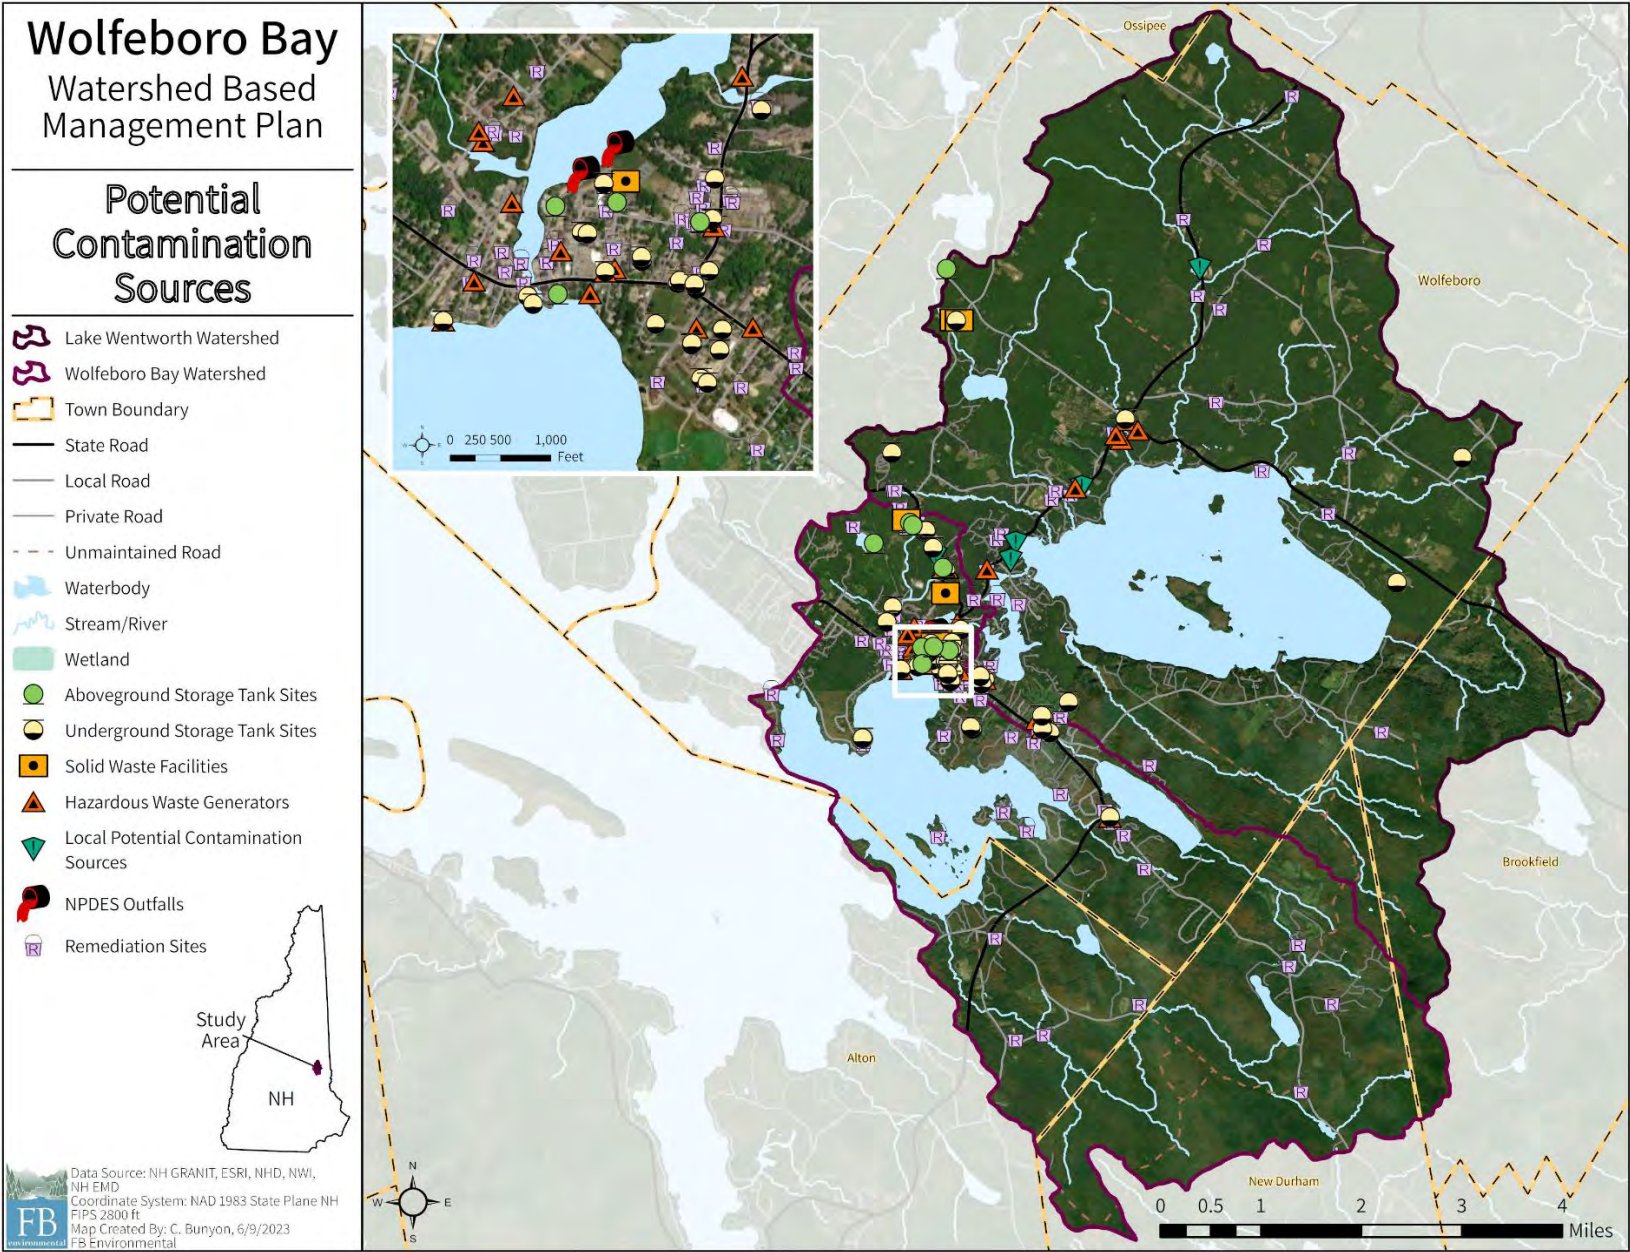 Wolfeboro Bay
Watershed Based
Management Plan
Potential
Contamination
Sources
Lake Wentworth Watershed
Wolfeboro Bay Watershed
Town Boundary
State Road
Local Road
Private Road
Unmaintained Road
Waterbody
Stream/River
Wetland
Aboveground Storage Tank Sites
Underground Storage Tank Sites
Solid Waste Facilities
Hazardous Waste Generators
Local Potential Contamination
Sources
NPDES Outfalls
Remediation Sites
Study
Area
NH
Data Source: NH GRANIT, ESRI, NHD, NWI,
NH EMD
Coordinate System: NAD 1983 State Plane NH
FIPS 2800 ft
Map Created By: C. Bunyon, 6/9/2023
FB Environmental
FB
environmental
0 250 500 1,000
Feet
Ossipee
Wolfeboro
Brookfield
Alton
New Durham
N
W E
S
0 0.5 1 2 3 4
Miles